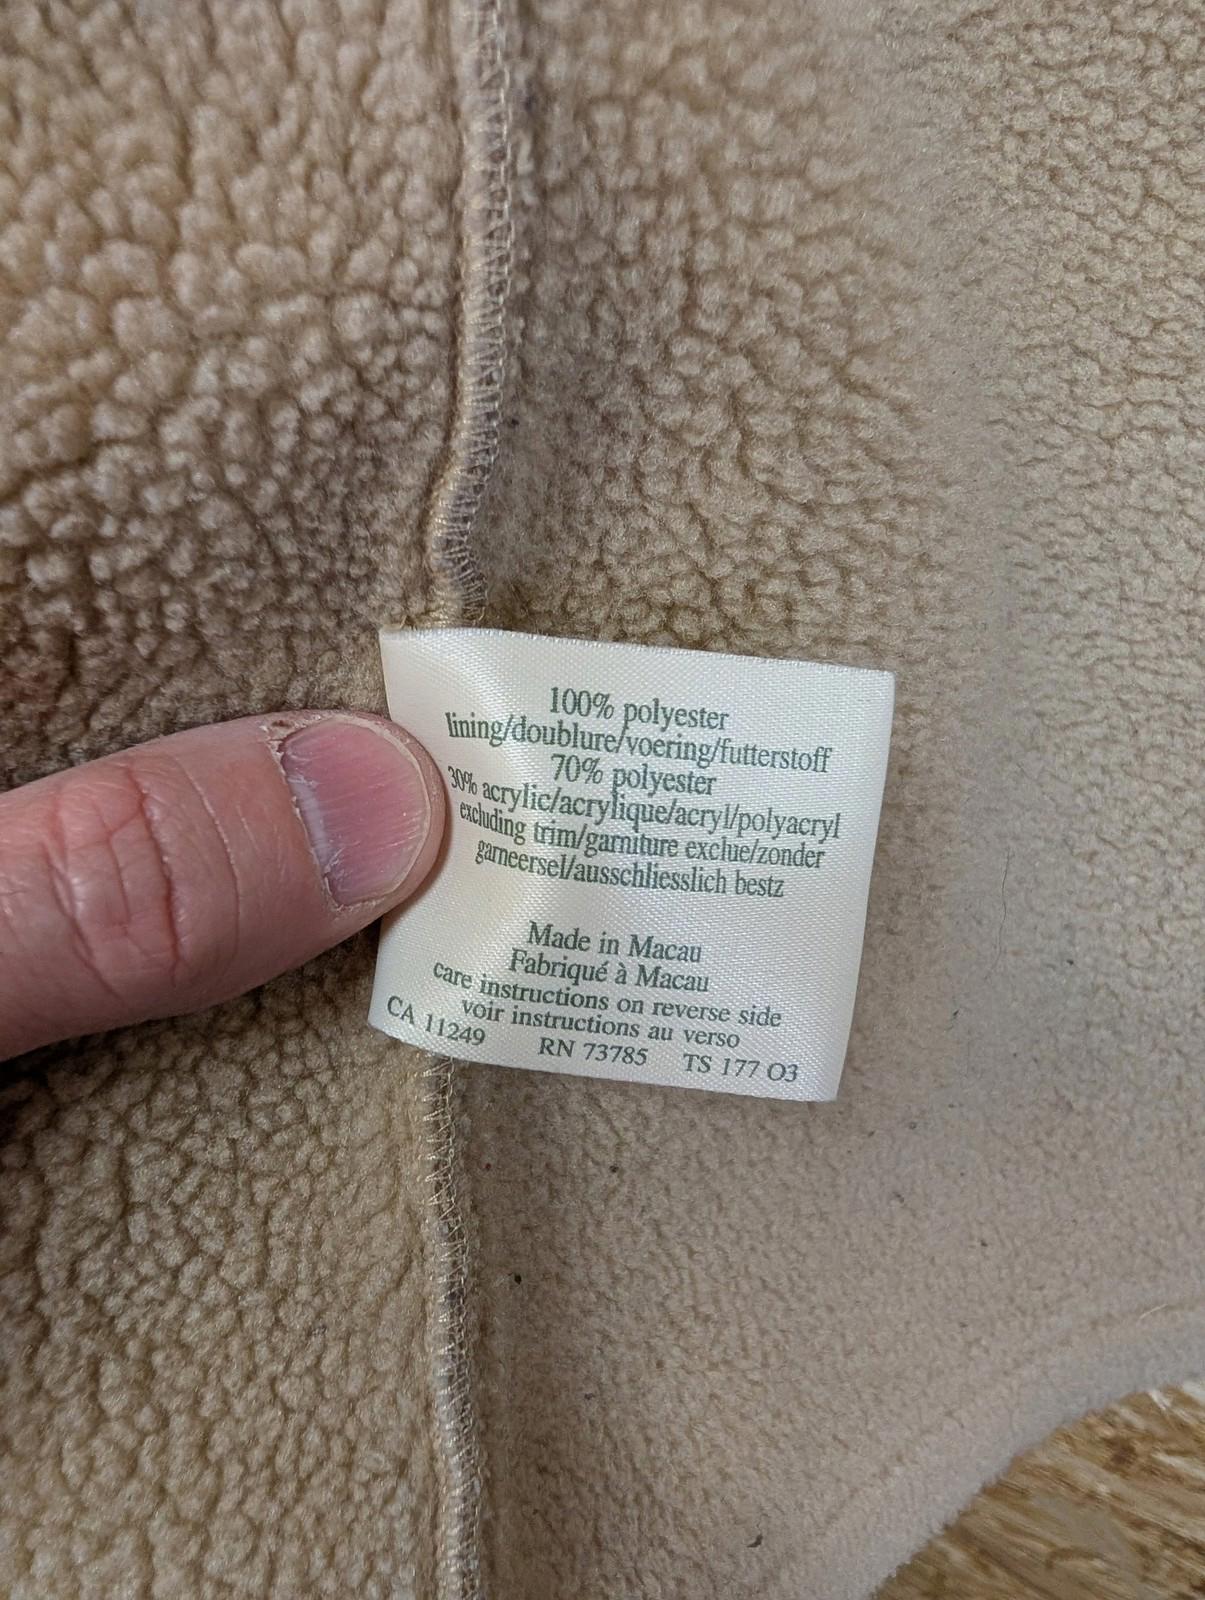 100% polyester
lining/doublure/voering/futterstoff
70% polyester
30% acrylic/acrylique/acryl/polyacryl
excluding trim/garniture exclue/zonder
garneersel/ausschliesslich bestz
Made in Macau
Fabriqué à Macau
care instructions on reverse side
voir instructions au verso
CA 11249 RN 73785 TS 177 O3